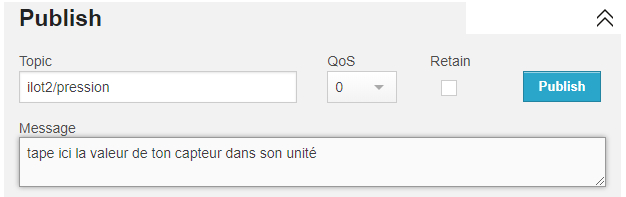 Publish
Topic
QoS
Retain
ilot2/pression
0
Publish
Message
tape ici la valeur de ton capteur dans son unité